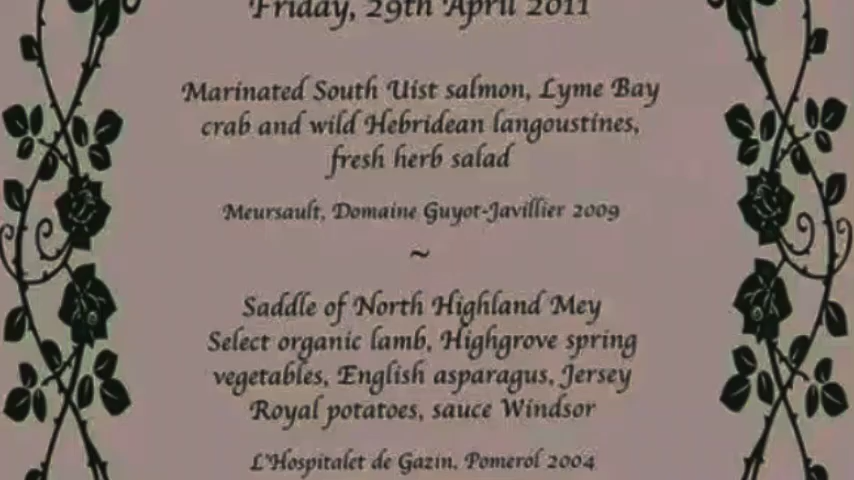 Friday, 29th April 2011
Marinated South Uist salmon, Lyme Bay
crab and wild Hebridean langoustines,
fresh herb salad
Meursault, Domaine Guyot-Javillier 2009
~
Saddle of North Highland Mey
Select organic lamb, Highgrove spring
vegetables, English asparagus, Jersey
Royal potatoes, sauce Windsor
L'Hospitalet de Gazin, Pomerol 2004